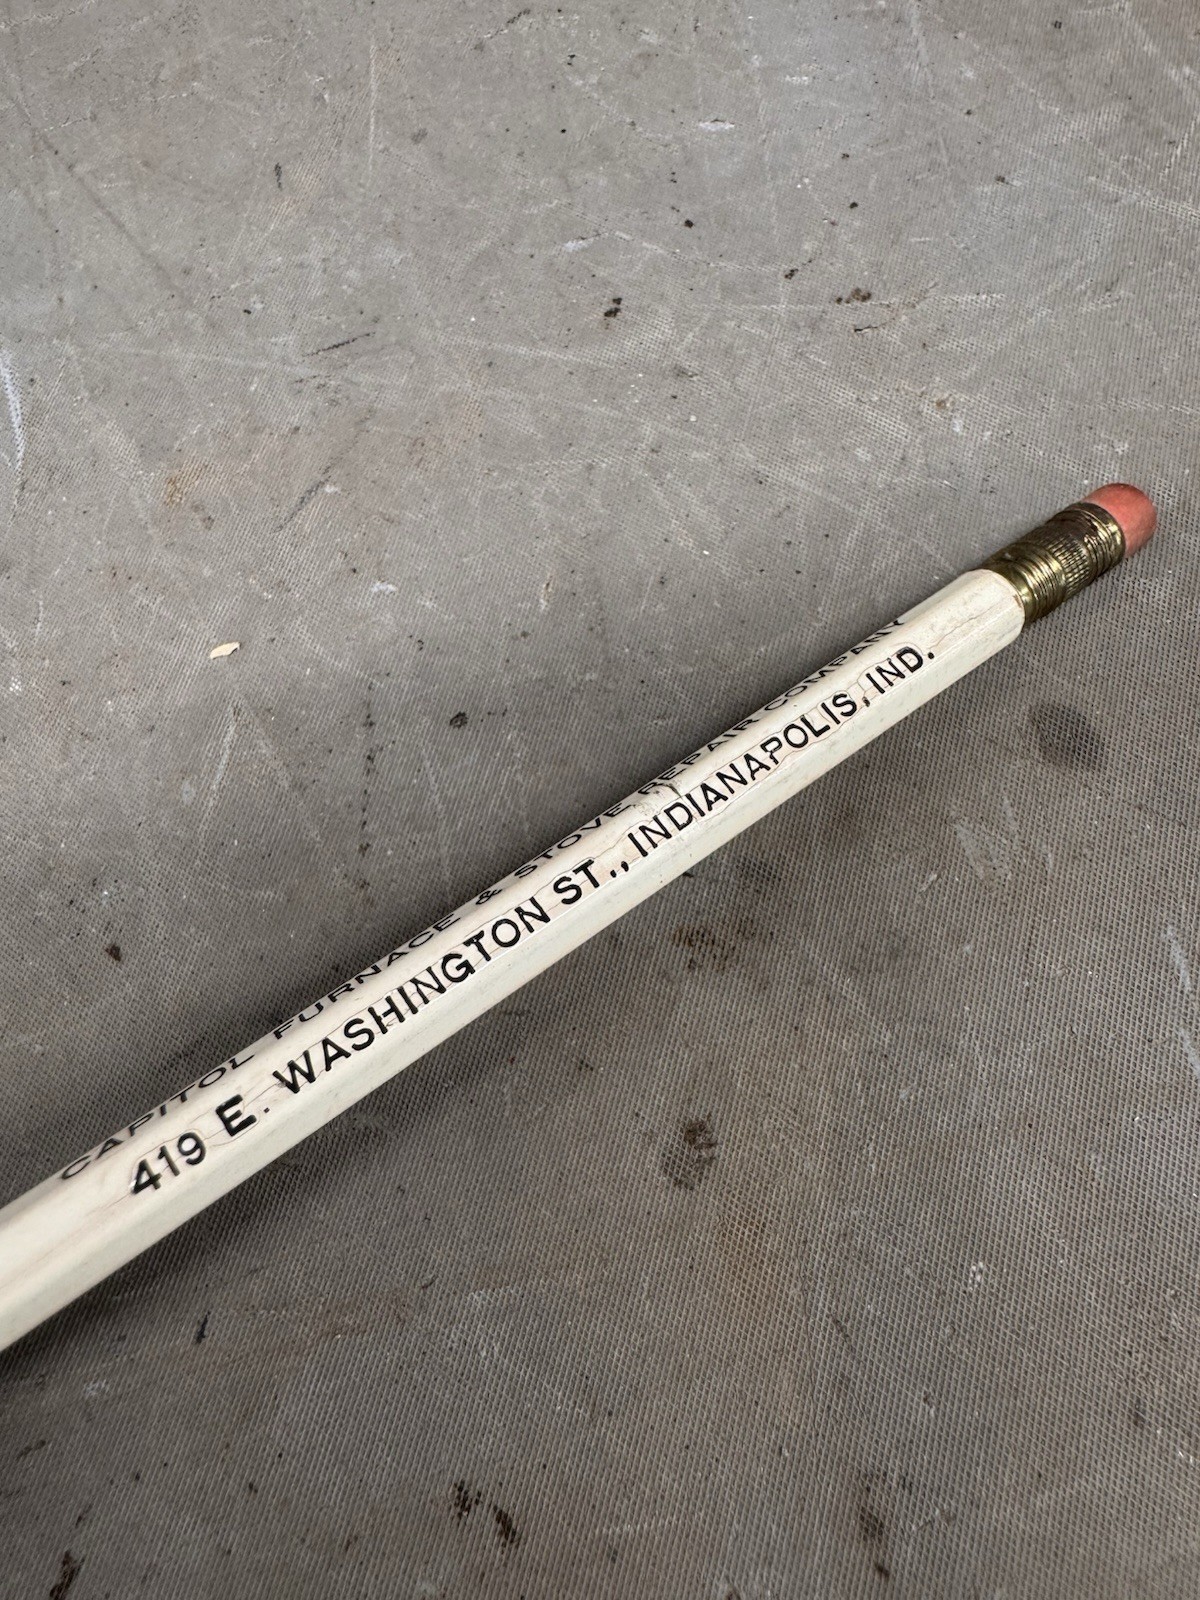 CAPITOL FURNACE & STOVE REPAIR COMPANY
419 E. WASHINGTON ST., INDIANAPOLIS, IND.